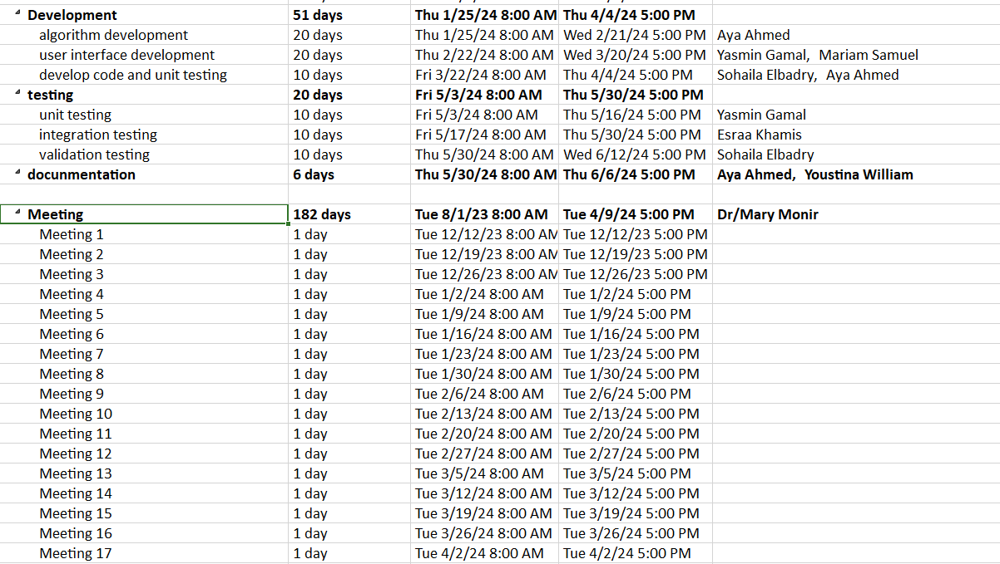 Development 51 days Thu 1/25/24 8:00 AM Thu 4/4/24 5:00 PM
algorithm development 20 days Thu 1/25/24 8:00 AM Wed 2/21/24 5:00 PM Aya Ahmed
user interface development 20 days Thu 2/22/24 8:00 AM Wed 3/20/24 5:00 PM Yasmin Gamal, Mariam Samuel
develop code and unit testing 10 days Fri 3/22/24 8:00 AM Thu 4/4/24 5:00 PM Sohaila Elbadry, Aya Ahmed
testing 20 days Fri 5/3/24 8:00 AM Thu 5/30/24 5:00 PM
unit testing 10 days Fri 5/3/24 8:00 AM Thu 5/16/24 5:00 PM Yasmin Gamal
integration testing 10 days Fri 5/17/24 8:00 AM Thu 5/30/24 5:00 PM Esraa Khamis
validation testing 10 days Thu 5/30/24 8:00 AM Wed 6/12/24 5:00 PM Sohaila Elbadry
docunmentation 6 days Thu 5/30/24 8:00 AM Thu 6/6/24 5:00 PM Aya Ahmed, Youstina William
Meeting 182 days Tue 8/1/23 8:00 AM Tue 4/9/24 5:00 PM Dr/Mary Monir
Meeting 1 1 day Tue 12/12/23 8:00 AM Tue 12/12/23 5:00 PM
Meeting 2 1 day Tue 12/19/23 8:00 AM Tue 12/19/23 5:00 PM
Meeting 3 1 day Tue 12/26/23 8:00 AM Tue 12/26/23 5:00 PM
Meeting 4 1 day Tue 1/2/24 8:00 AM Tue 1/2/24 5:00 PM
Meeting 5 1 day Tue 1/9/24 8:00 AM Tue 1/9/24 5:00 PM
Meeting 6 1 day Tue 1/16/24 8:00 AM Tue 1/16/24 5:00 PM
Meeting 7 1 day Tue 1/23/24 8:00 AM Tue 1/23/24 5:00 PM
Meeting 8 1 day Tue 1/30/24 8:00 AM Tue 1/30/24 5:00 PM
Meeting 9 1 day Tue 2/6/24 8:00 AM Tue 2/6/24 5:00 PM
Meeting 10 1 day Tue 2/13/24 8:00 AM Tue 2/13/24 5:00 PM
Meeting 11 1 day Tue 2/20/24 8:00 AM Tue 2/20/24 5:00 PM
Meeting 12 1 day Tue 2/27/24 8:00 AM Tue 2/27/24 5:00 PM
Meeting 13 1 day Tue 3/5/24 8:00 AM Tue 3/5/24 5:00 PM
Meeting 14 1 day Tue 3/12/24 8:00 AM Tue 3/12/24 5:00 PM
Meeting 15 1 day Tue 3/19/24 8:00 AM Tue 3/19/24 5:00 PM
Meeting 16 1 day Tue 3/26/24 8:00 AM Tue 3/26/24 5:00 PM
Meeting 17 1 day Tue 4/2/24 8:00 AM Tue 4/2/24 5:00 PM